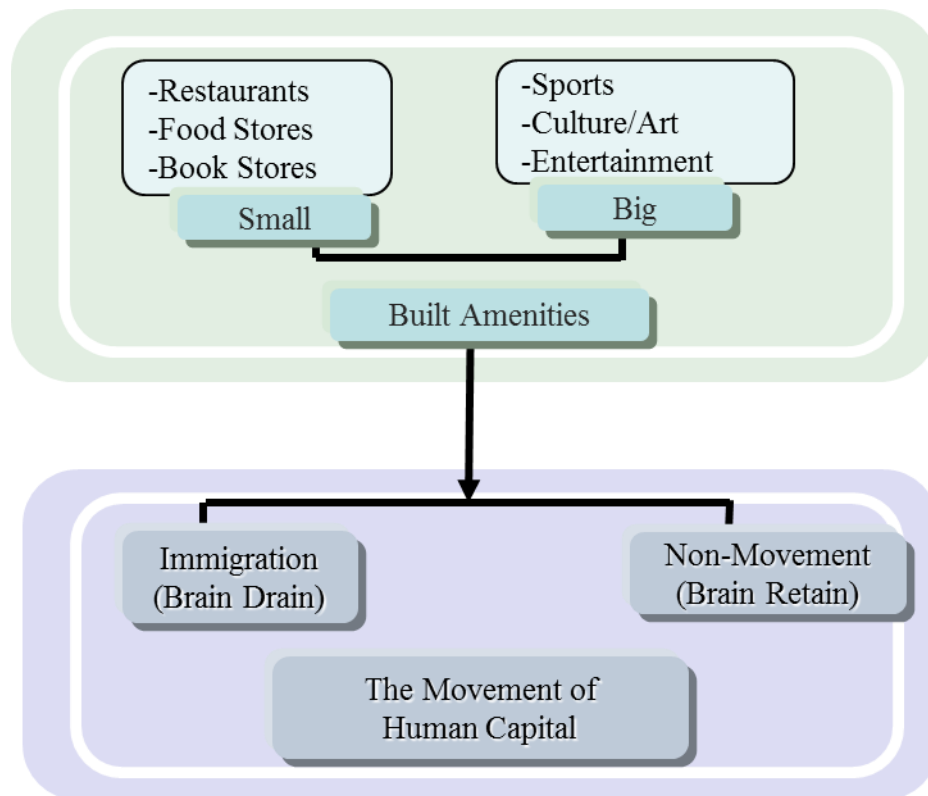 -Restaurants
-Food Stores
-Book Stores
Small
-Sports
-Culture/Art
-Entertainment
Big
Built Amenities
Immigration
(Brain Drain)
Non-Movement
(Brain Retain)
The Movement of
Human Capital